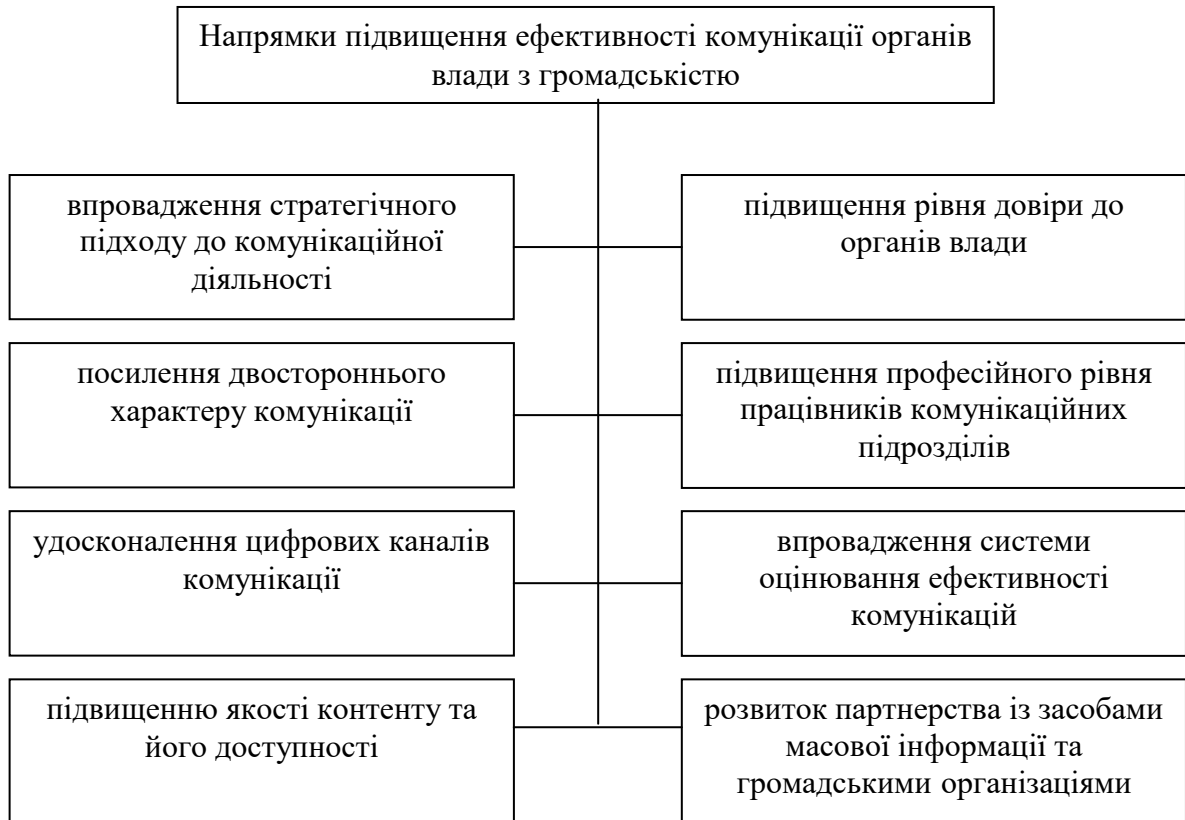 Напрямки підвищення ефективності комунікації органів
влади з громадськістю
впровадження стратегічного
підходу до комунікаційної
діяльності
підвищення рівня довіри до
органів влади
посилення двостороннього
характеру комунікації
підвищення професійного рівня
працівників комунікаційних
підрозділів
удосконалення цифрових каналів
комунікації
впровадження системи
оцінювання ефективності
комунікацій
підвищенню якості контенту та
його доступності
розвиток партнерства із засобами
масової інформації та
громадськими організаціями